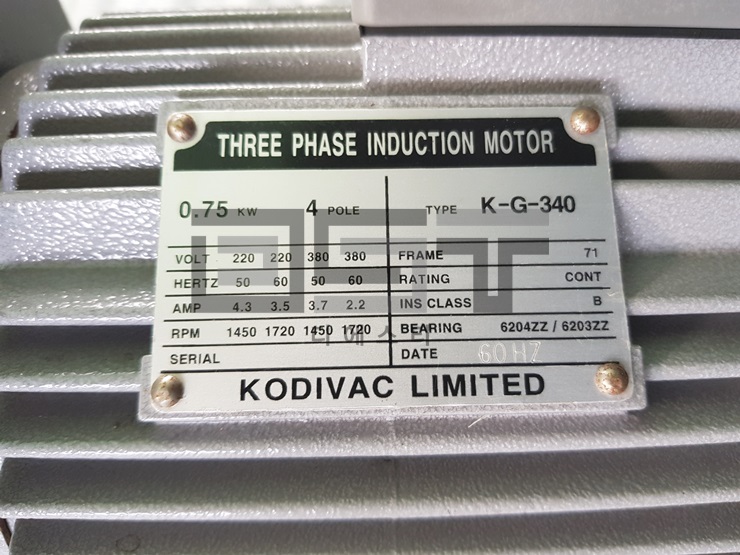 THREE PHASE INDUCTION MOTOR
0.75 KW 4 POLE TYPE K-G-340
VOLT 220 220 380 380 FRAME 71
HERTZ 50 60 50 60 RATING CONT
AMP 4.3 3.5 3.7 2.2 INS CLASS B
RPM 1450 1720 1450 1720 BEARING 6204ZZ / 6203ZZ
SERIAL DATE 60HZ
KODIVAC LIMITED